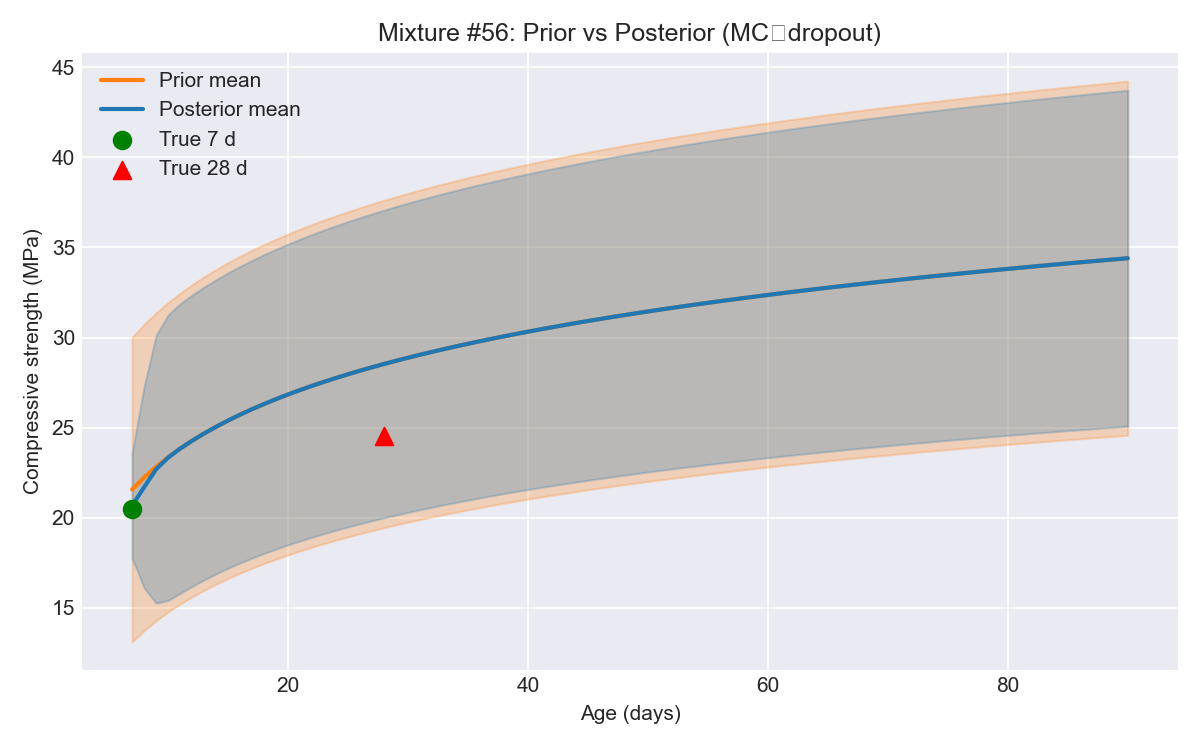 Mixture #56: Prior vs Posterior (MC□dropout)
Prior mean
Posterior mean
True 7 d
True 28 d
Compressive strength (MPa)
45
40
35
30
25
20
15
20
40
60
80
Age (days)